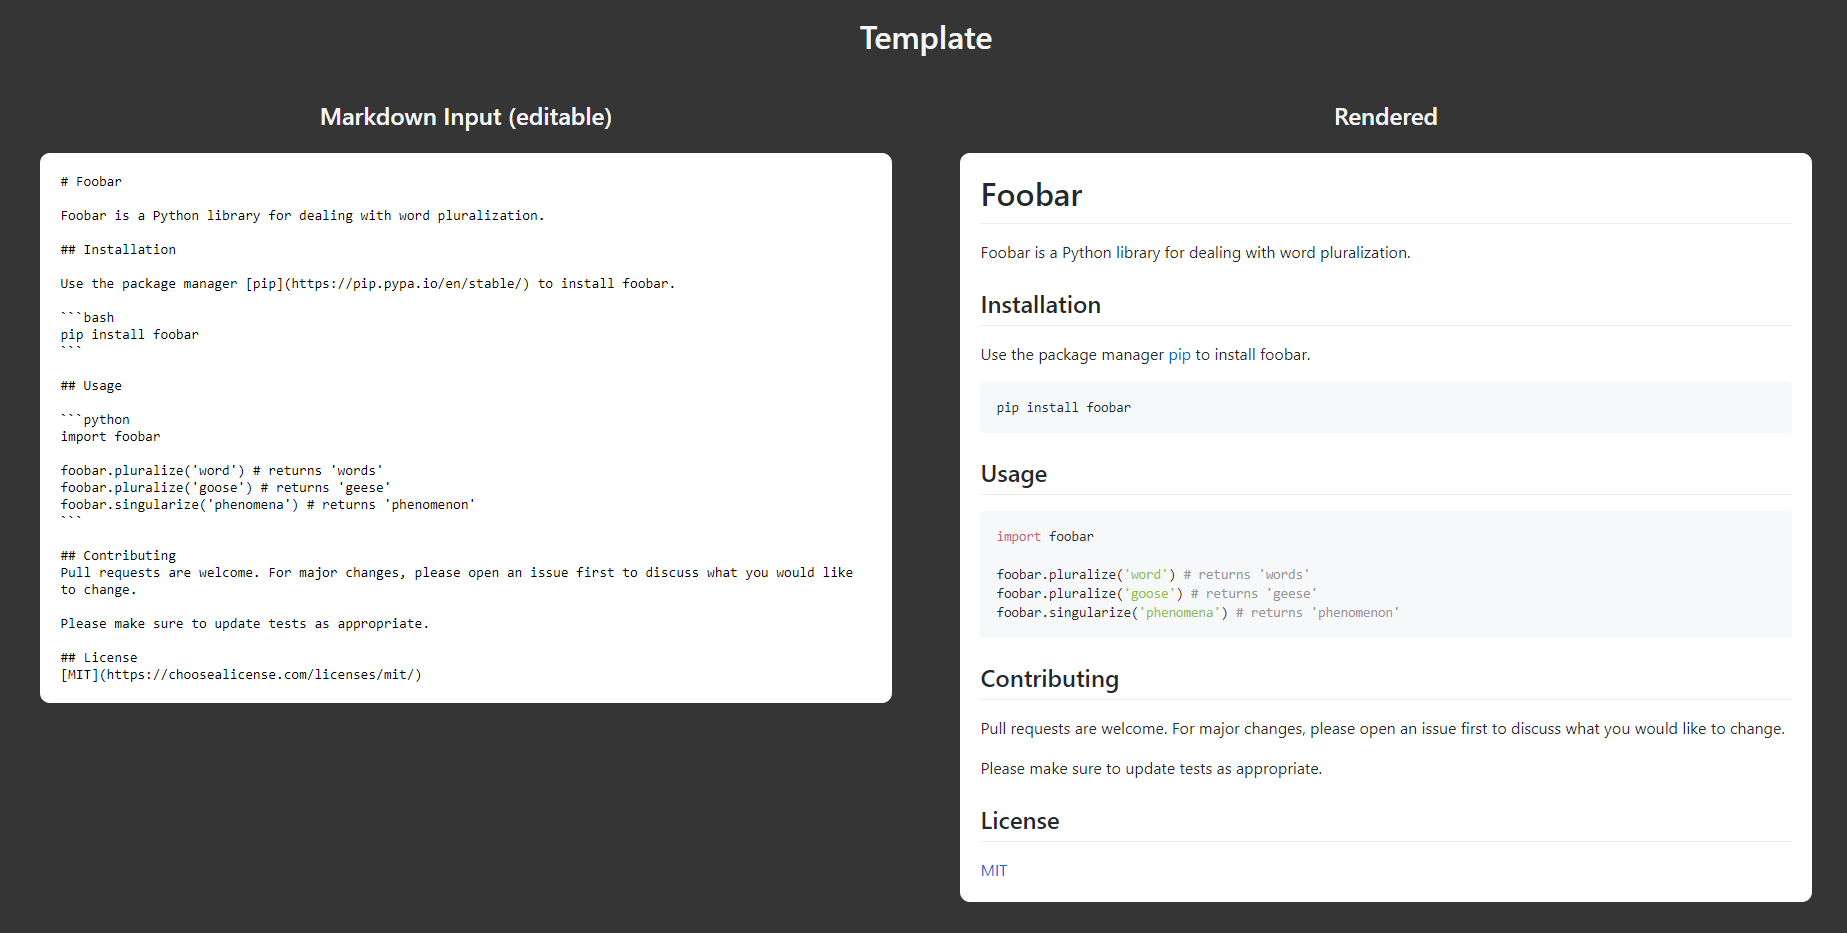 Template
Markdown Input (editable)
# Foobar
Foobar is a Python library for dealing with word pluralization.
## Installation
Use the package manager [pip](https://pip.pypa.io/en/stable/) to install foobar.
```bash
pip install foobar
```
## Usage
```python
import foobar
foobar.pluralize('word') # returns 'words'
foobar.pluralize('goose') # returns 'geese'
foobar.singularize('phenomena') # returns 'phenomenon'
```
## Contributing
Pull requests are welcome. For major changes, please open an issue first to discuss what you would like
to change.
Please make sure to update tests as appropriate.
## License
[MIT](https://choosealicense.com/licenses/mit/)
Rendered
Foobar
Foobar is a Python library for dealing with word pluralization.
Installation
Use the package manager pip to install foobar.
pip install foobar
Usage
import foobar
foobar.pluralize('word') # returns 'words'
foobar.pluralize('goose') # returns 'geese'
foobar.singularize('phenomena') # returns 'phenomenon'
Contributing
Pull requests are welcome. For major changes, please open an issue first to discuss what you would like to change.
Please make sure to update tests as appropriate.
License
MIT